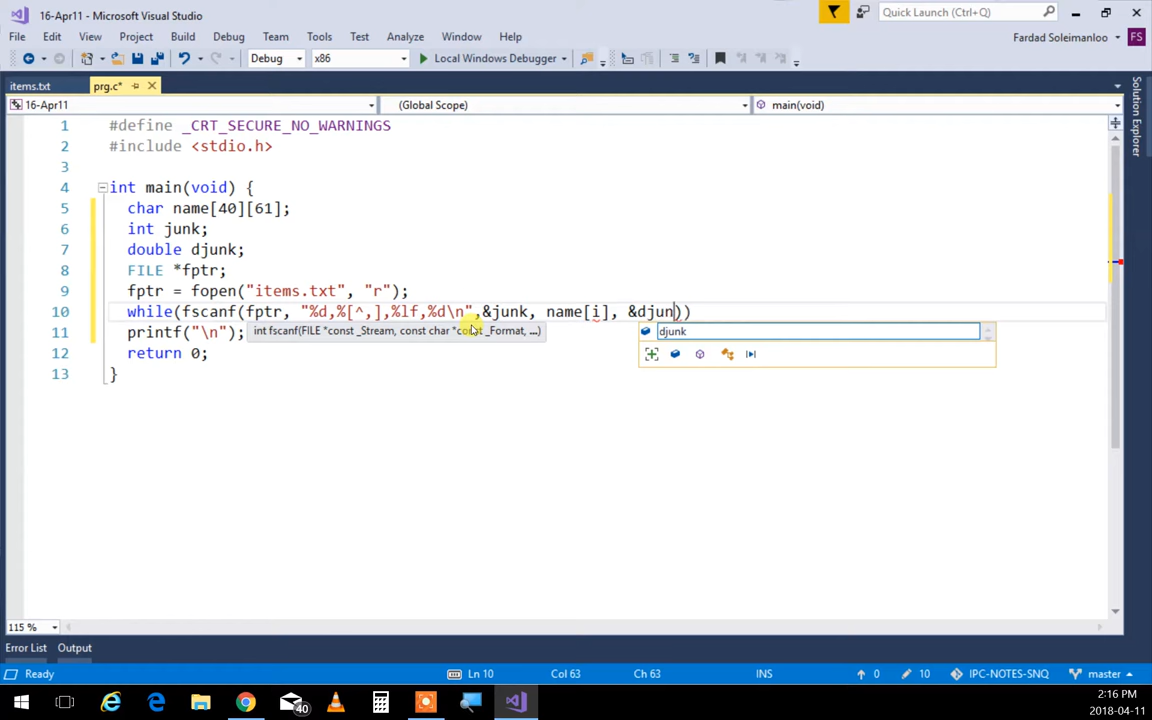 16-Apr11 - Microsoft Visual Studio
Quick Launch (Ctrl+Q)
File Edit View Project Build Debug Team Tools Test Analyze Window Help
Fardad Soleimanloo FS
Debug x86 Local Windows Debugger
items.txt prg.c*
16-Apr11 (Global Scope) main(void)
Solution Explorer
1 #define _CRT_SECURE_NO_WARNINGS
2 #include <stdio.h>
3
4 int main(void) {
5 char name[40][61];
6 int junk;
7 double djunk;
8 FILE *fptr;
9 fptr = fopen("items.txt", "r");
10 while(fscanf(fptr, "%d,%[^,],%lf,%d\n",&junk, name[i], &djun))
11 printf("\n"); int fscanf(FILE *const _Stream, const char *const _Format, ...) djunk
12 return 0;
13 }
115 %
Error List Output
Ready Ln 10 Col 63 Ch 63 INS 0 10 IPC-NOTES-SNQ master
40
2:16 PM
2018-04-11